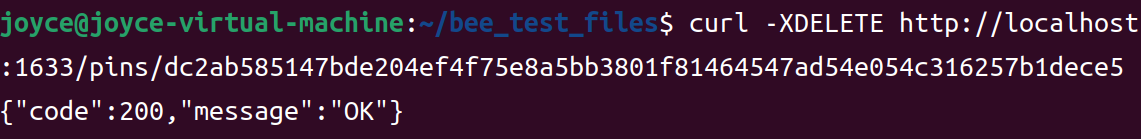 joyce@joyce-virtual-machine:~/bee_test_files$ curl -XDELETE http://localhost
:1633/pins/dc2ab585147bde204ef4f75e8a5bb3801f81464547ad54e054c316257b1dece5
{"code":200,"message":"OK"}